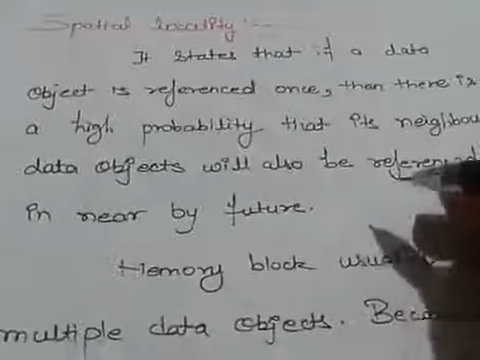 Spatial locality :-
It states that if a data
object is referenced once, then there is
a high probability that its neighbou
data objects will also be referenced
in near by future.
Memory block
multiple data objects.